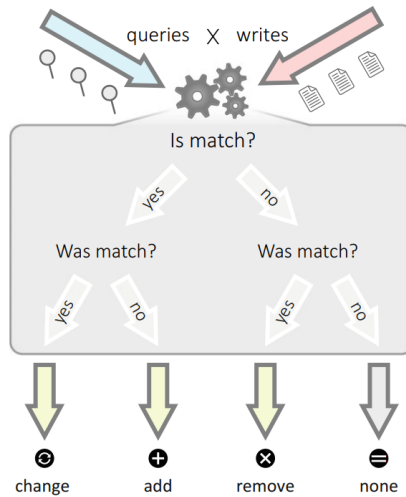 queries X writes
Is match?
yes no
Was match? Was match?
yes no yes no
change add remove none